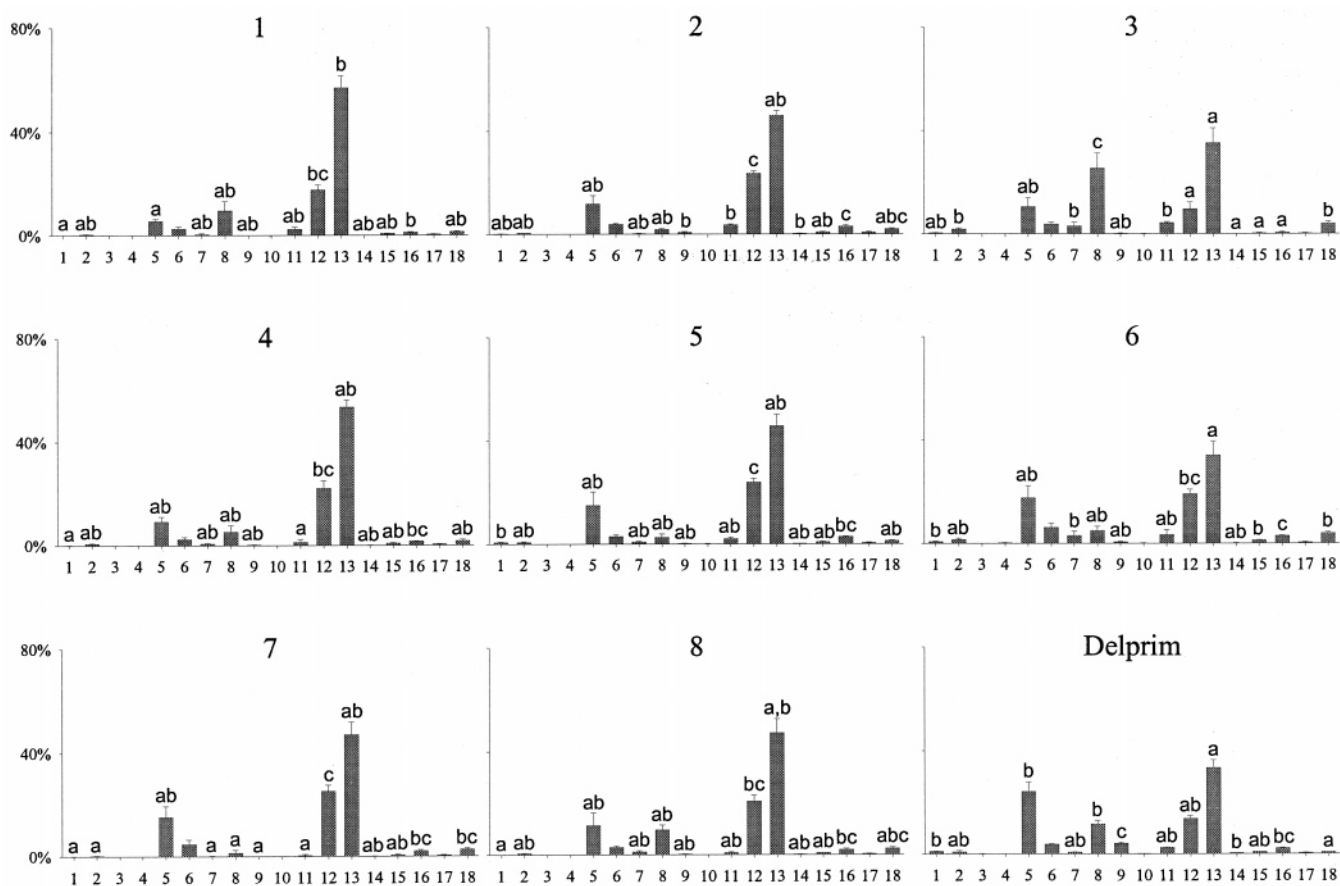 1 2 3
80%
40%
0%
a ab a ab ab ab ab bc b ab ab b ab
abab ab ab ab b b c ab b ab c abc
ab b ab b c ab b a a a a a b
1 2 3 4 5 6 7 8 9 10 11 12 13 14 15 16 17 18
1 2 3 4 5 6 7 8 9 10 11 12 13 14 15 16 17 18
1 2 3 4 5 6 7 8 9 10 11 12 13 14 15 16 17 18
4 5 6
80%
40%
0%
a ab ab ab ab ab a bc ab ab ab bc ab
b ab ab ab ab ab ab c ab ab ab bc ab
b ab ab b ab ab ab bc a ab b c b
1 2 3 4 5 6 7 8 9 10 11 12 13 14 15 16 17 18
1 2 3 4 5 6 7 8 9 10 11 12 13 14 15 16 17 18
1 2 3 4 5 6 7 8 9 10 11 12 13 14 15 16 17 18
7 8 Delprim
80%
40%
0%
a a ab a a a a c ab ab ab bc bc
a ab ab ab ab ab ab bc a,b ab ab bc abc
b ab b ab b c ab ab a b ab bc a
1 2 3 4 5 6 7 8 9 10 11 12 13 14 15 16 17 18
1 2 3 4 5 6 7 8 9 10 11 12 13 14 15 16 17 18
1 2 3 4 5 6 7 8 9 10 11 12 13 14 15 16 17 18